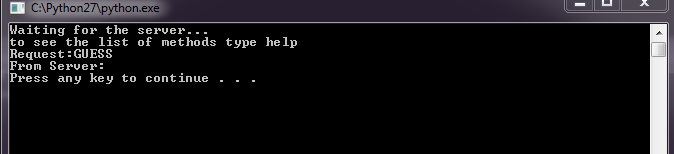 C:\Python27\python.exe
Waiting for the server...
to see the list of methods type help
Request:GUESS
From Server:
Press any key to continue . . .